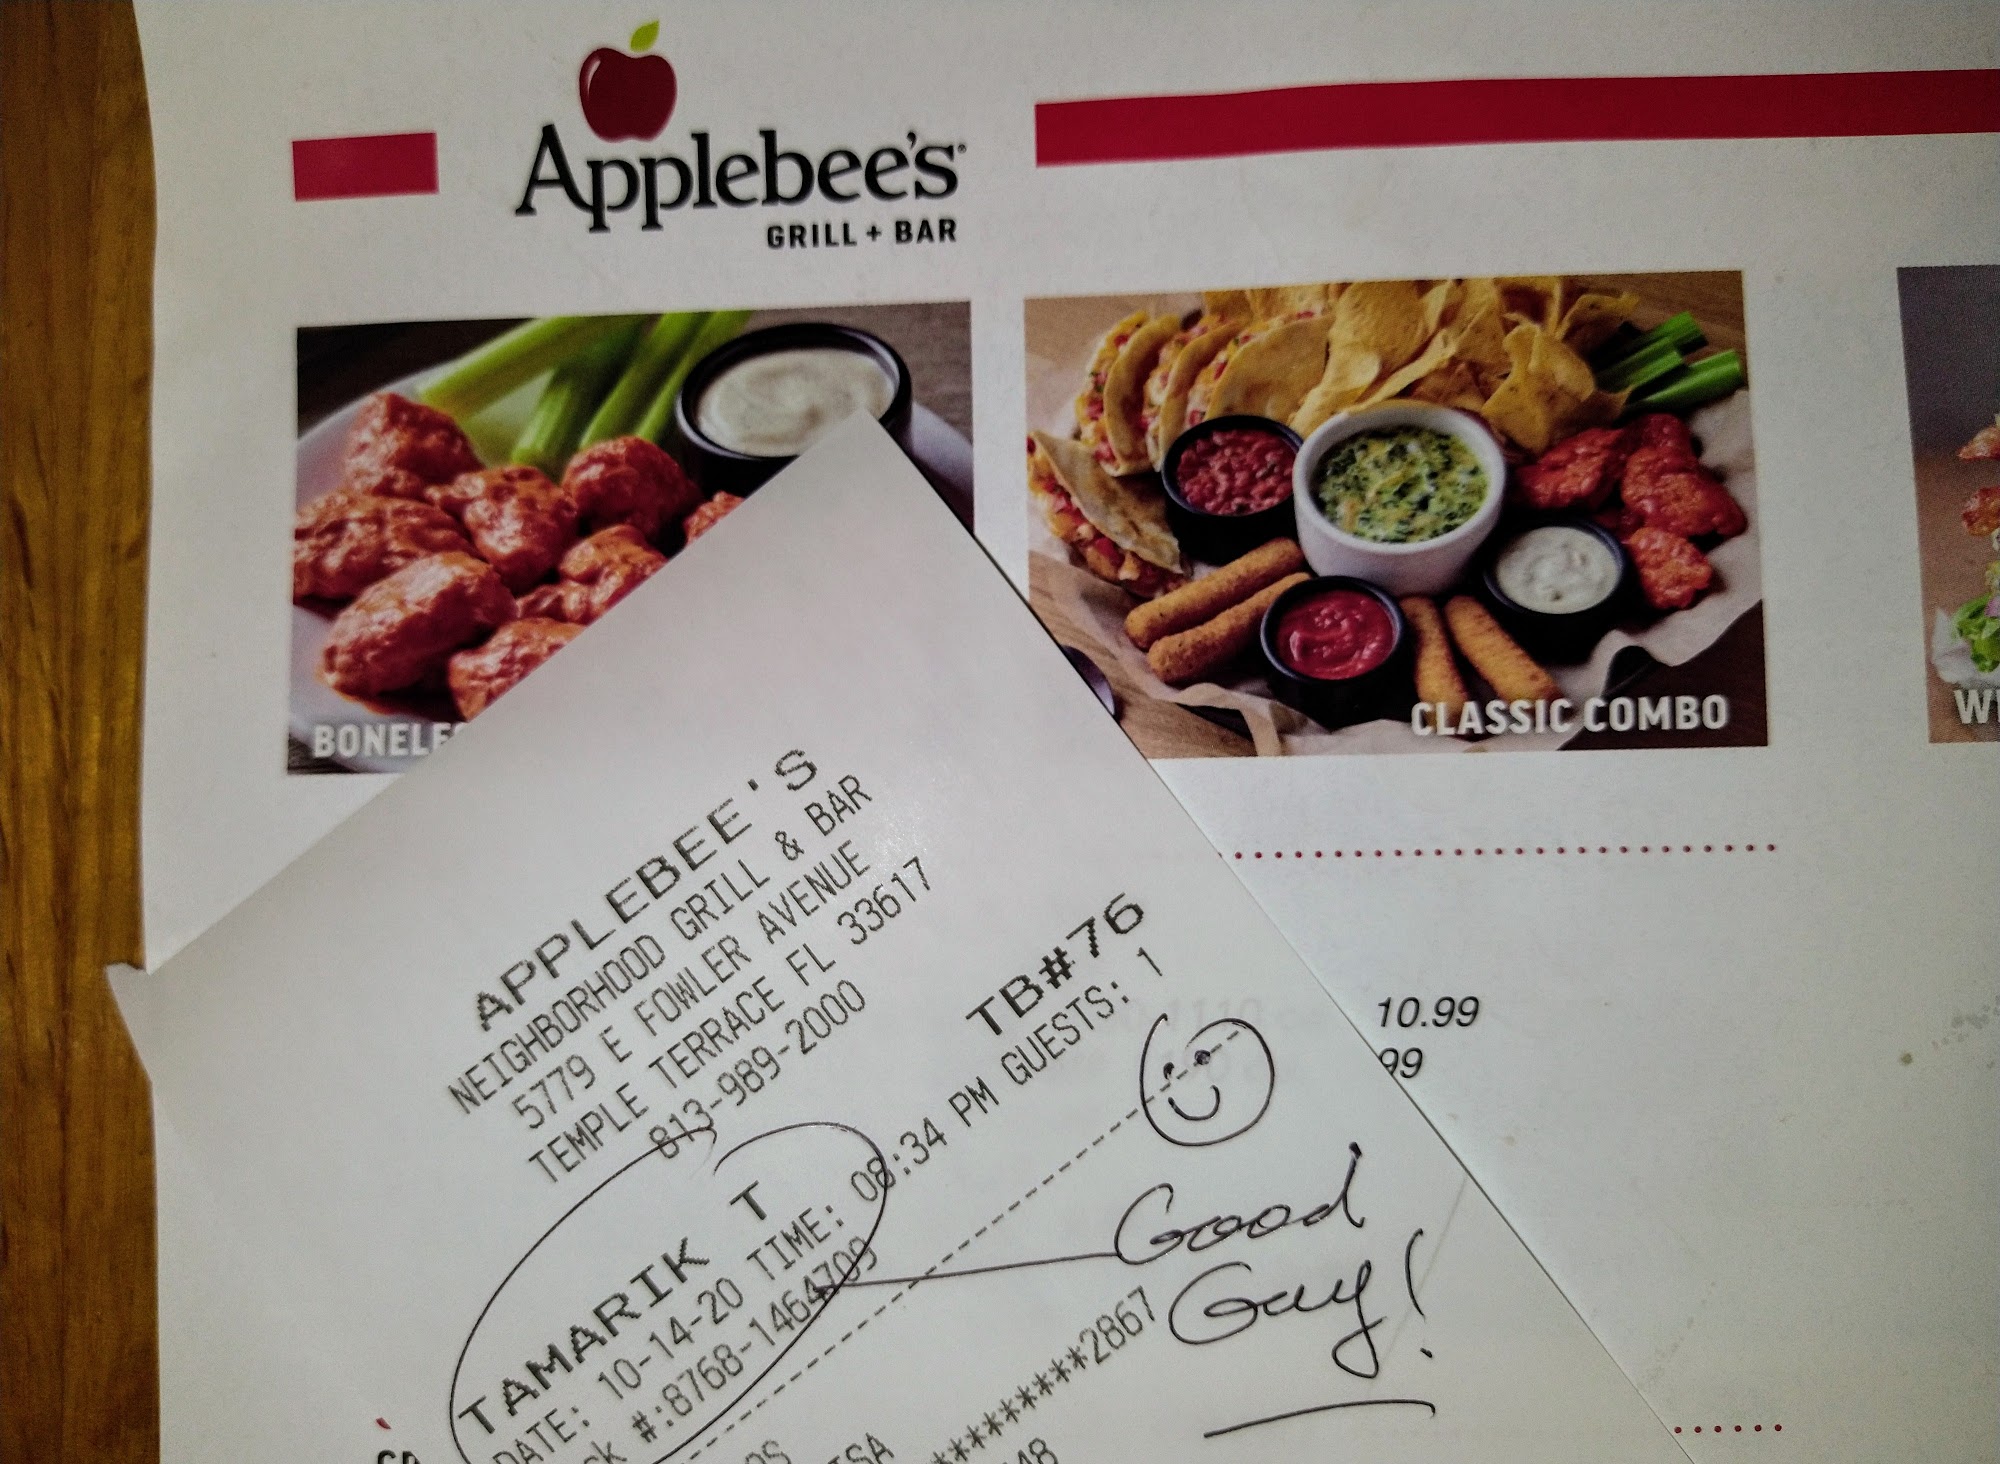 Applebee's
GRILL + BAR
CLASSIC COMBO
APPLEBEE'S
NEIGHBORHOOD GRILL & BAR
5779 E FOWLER AVENUE
TEMPLE TERRACE FL 33617
813-989-2000
TB#76
TAMARIK T
DATE: 10-14-20 TIME: 08:34 PM GUESTS: 1
#:8768-1464709
Good
Guy!
**********2867
10.99